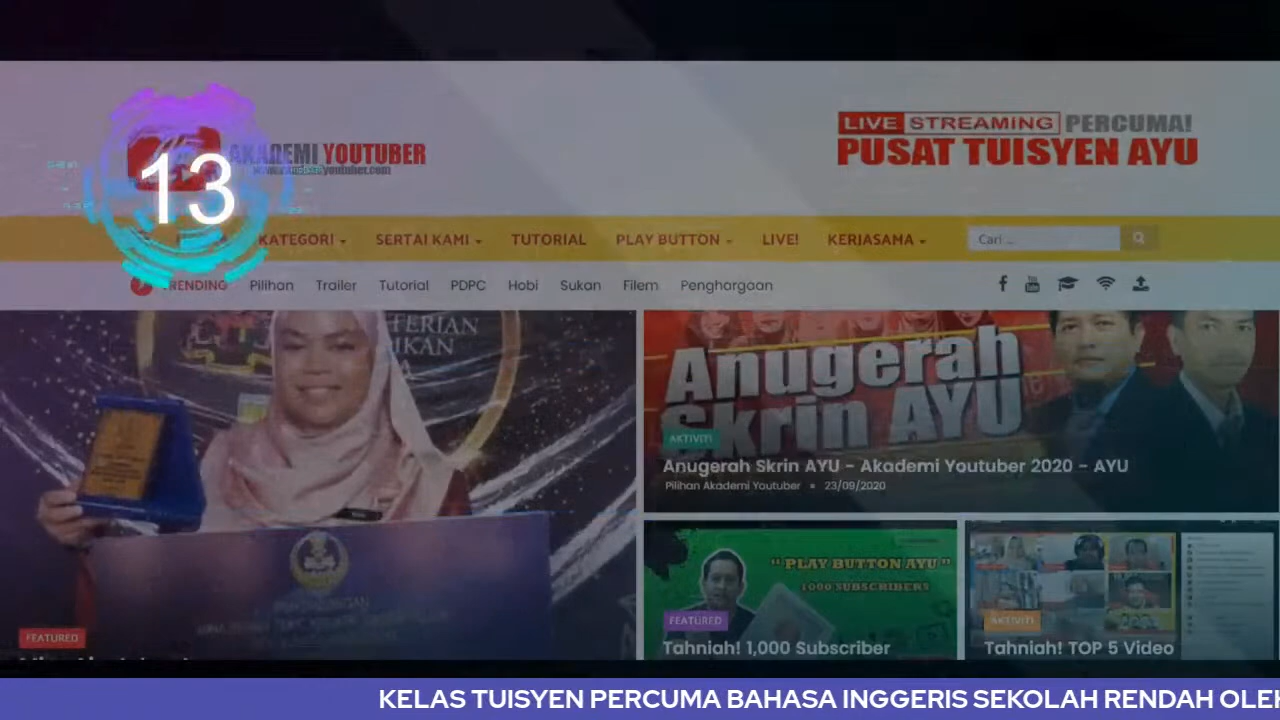 LIVE STREAMING PERCUMA!
PUSAT TUISYEN AYU
AKADEMI YOUTUBER
13
KATEGORI
SERTAI KAMI
TUTORIAL
PLAY BUTTON
LIVE!
KERJASAMA
Cari ...
TRENDING
Pilihan
Trailer
Tutorial
PDPC
Hobi
Sukan
Filem
Penghargaan
Anugerah
Skrin AYU
AKTIVITI
Anugerah Skrin AYU - Akademi Youtuber 2020 - AYU
Pilihan Akademi Youtuber
23/09/2020
" PLAY BUTTON AYU "
1000 SUBSCRIBERS
FEATURED
Tahniah! 1,000 Subscriber
AKTIVITI
Tahniah! TOP 5 Video
FEATURED
KELAS TUISYEN PERCUMA BAHASA INGGERIS SEKOLAH RENDAH OLEH